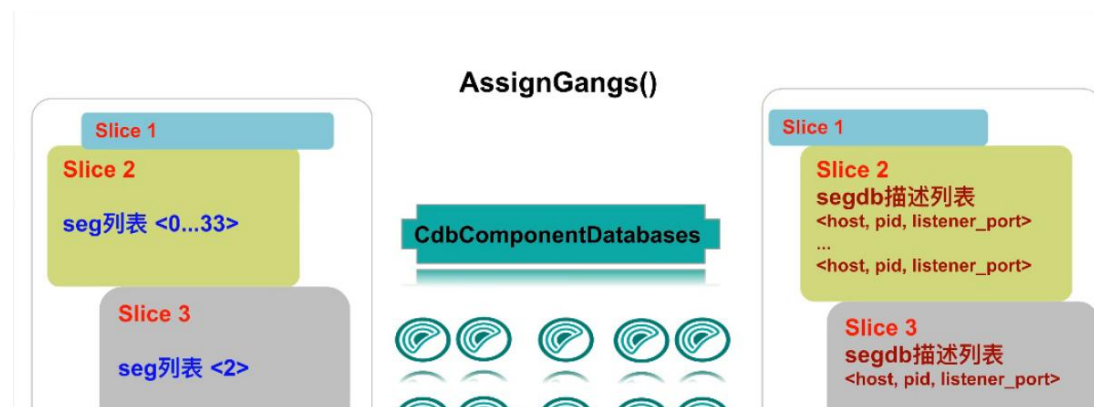 AssignGangs()
Slice 1
Slice 2
seg列表 <0...33>
Slice 3
seg列表 <2>
CdbComponentDatabases
Slice 1
Slice 2
segdb描述列表
<host, pid, listener_port>
...
<host, pid, listener_port>
Slice 3
segdb描述列表
<host, pid, listener_port>